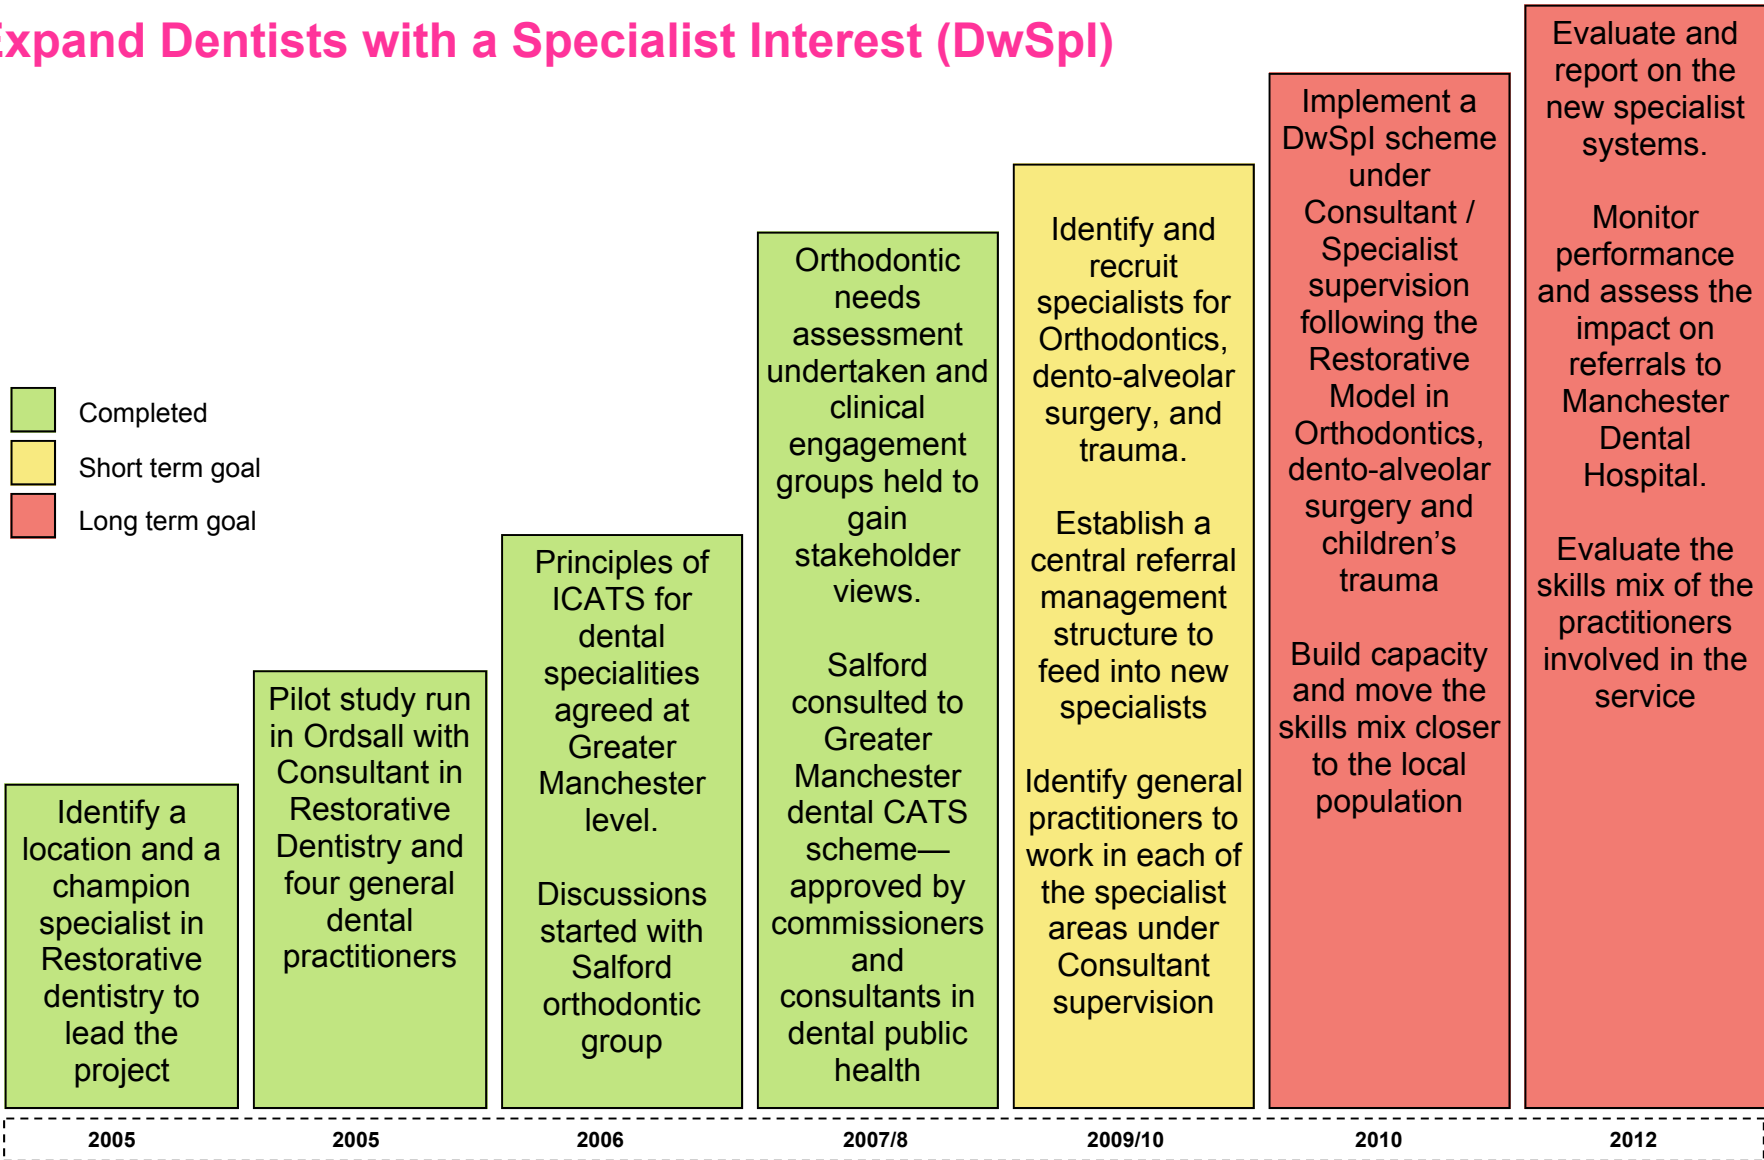 Expand Dentists with a Specialist Interest (DwSpI)
Completed
Short term goal
Long term goal
Identify a
location and a
champion
specialist in
Restorative
dentistry to
lead the
project
Pilot study run
in Ordsall with
Consultant in
Restorative
Dentistry and
four general
dental
practitioners
Principles of
ICATS for
dental
specialities
agreed at
Greater
Manchester
level.
Discussions
started with
Salford
orthodontic
group
Orthodontic
needs
assessment
undertaken and
clinical
engagement
groups held to
gain
stakeholder
views.
Salford
consulted to
Greater
Manchester
dental CATS
scheme—
approved by
commissioners
and
consultants in
dental public
health
Identify and
recruit
specialists for
Orthodontics,
dento-alveolar
surgery, and
trauma.
Establish a
central referral
management
structure to
feed into new
specialists
Identify general
practitioners to
work in each of
the specialist
areas under
Consultant
supervision
Implement a
DwSpI scheme
under
Consultant /
Specialist
supervision
following the
Restorative
Model in
Orthodontics,
dento-alveolar
surgery and
children’s
trauma
Build capacity
and move the
skills mix closer
to the local
population
Evaluate and
report on the
new specialist
systems.
Monitor
performance
and assess the
impact on
referrals to
Manchester
Dental
Hospital.
Evaluate the
skills mix of the
practitioners
involved in the
service
2005
2005
2006
2007/8
2009/10
2010
2012